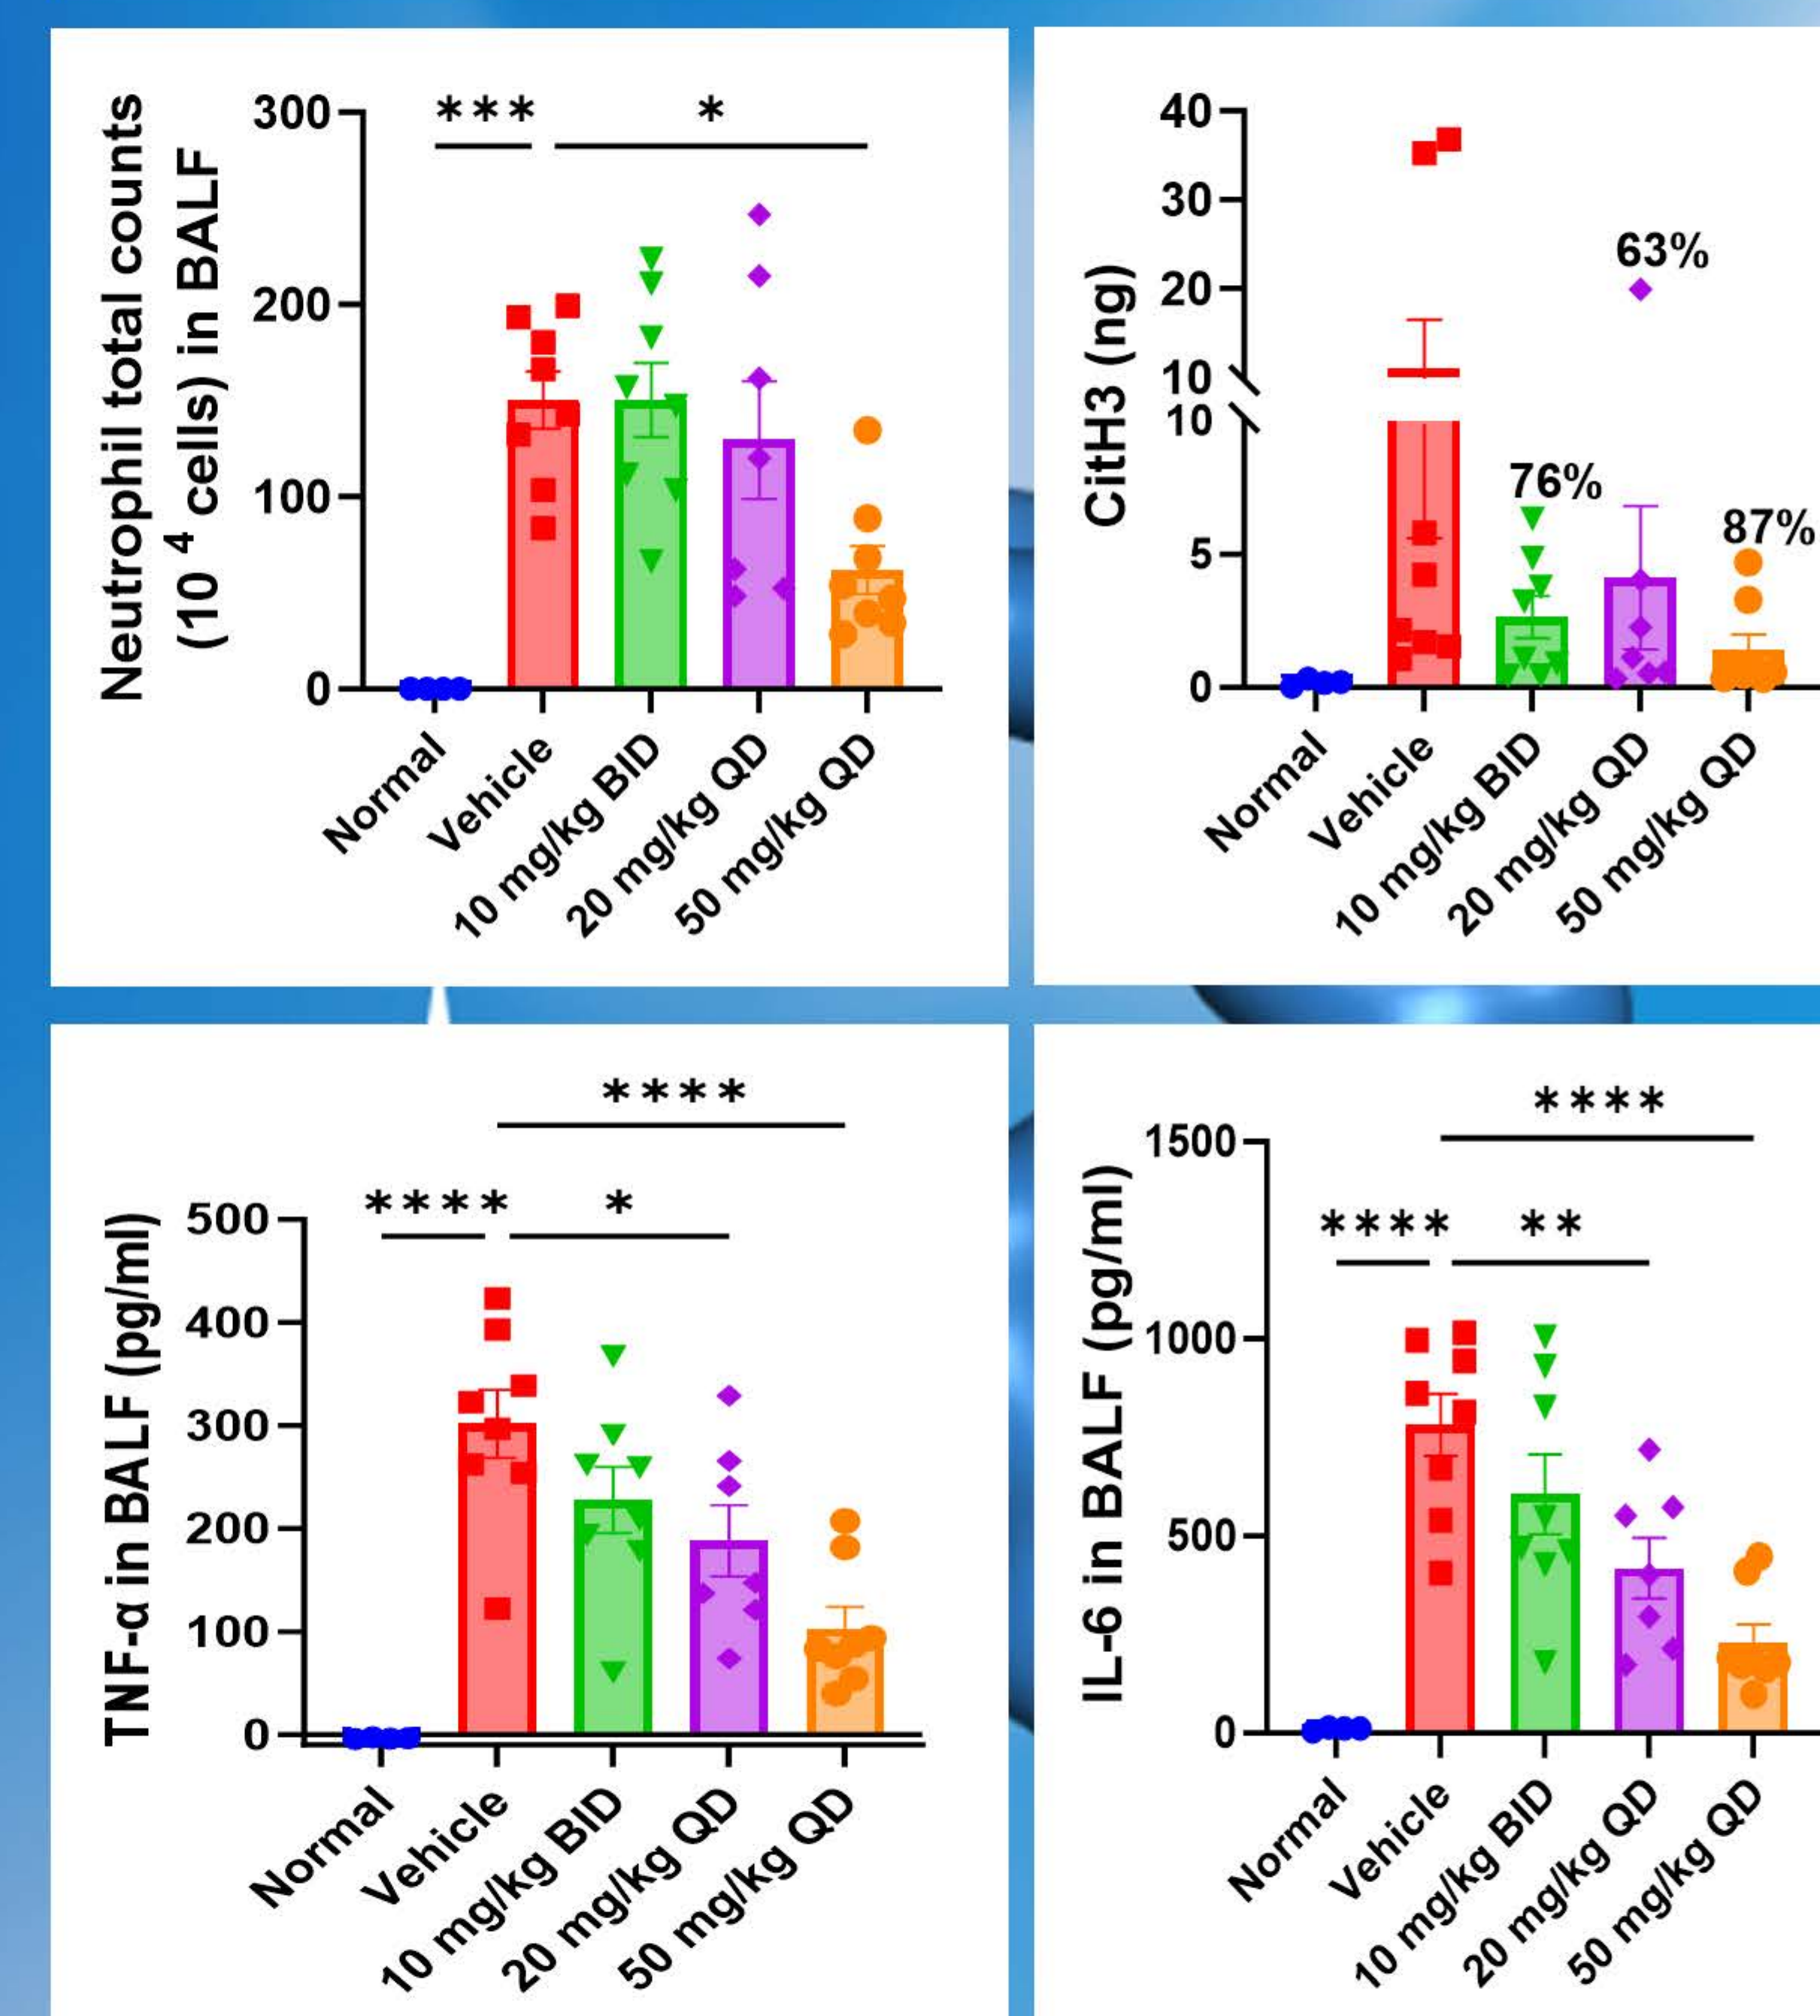 Neutrophil total counts
(10 4 cells) in BALF
300
200
100
0
***
*
Normal
Vehicle
10 mg/kg BID
20 mg/kg QD
50 mg/kg QD
CitH3 (ng)
40
30
20
10
10
5
0
76%
63%
87%
Normal
Vehicle
10 mg/kg BID
20 mg/kg QD
50 mg/kg QD
TNF-α in BALF (pg/ml)
500
400
300
200
100
0
****
****
*
Normal
Vehicle
10 mg/kg BID
20 mg/kg QD
50 mg/kg QD
IL-6 in BALF (pg/ml)
1500
1000
500
0
****
****
**
Normal
Vehicle
10 mg/kg BID
20 mg/kg QD
50 mg/kg QD